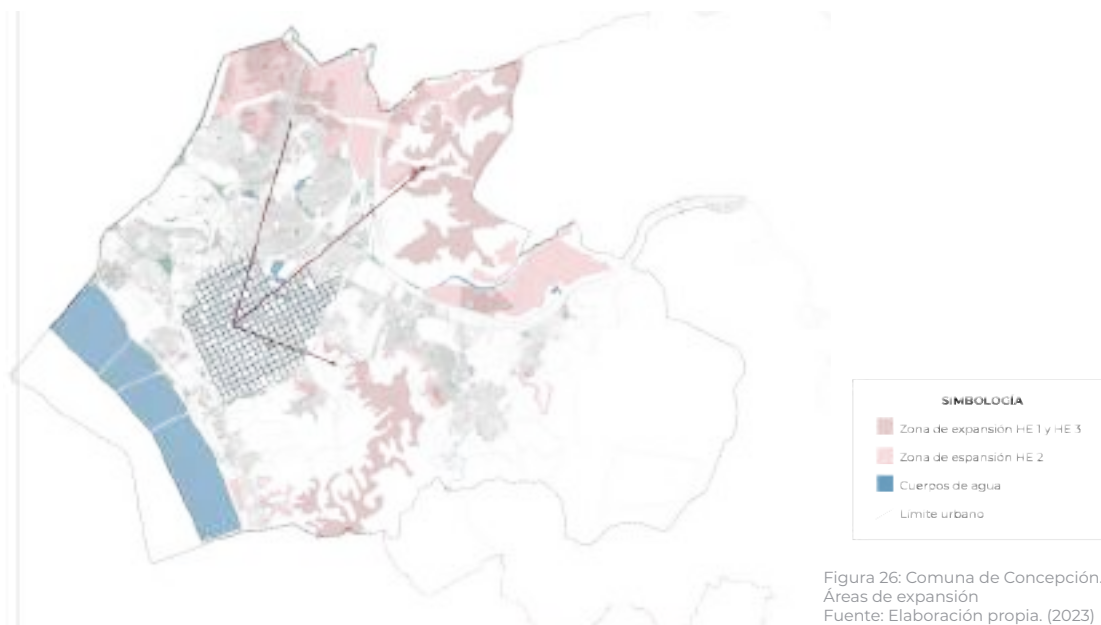 SIMBOLOGÍA
Zona de expansión HE 1 y HE 3
Zona de espansión HE 2
Cuerpos de agua
Límite urbano
Figura 26: Comuna de Concepción.
Áreas de expansión
Fuente: Elaboración propia. (2023)